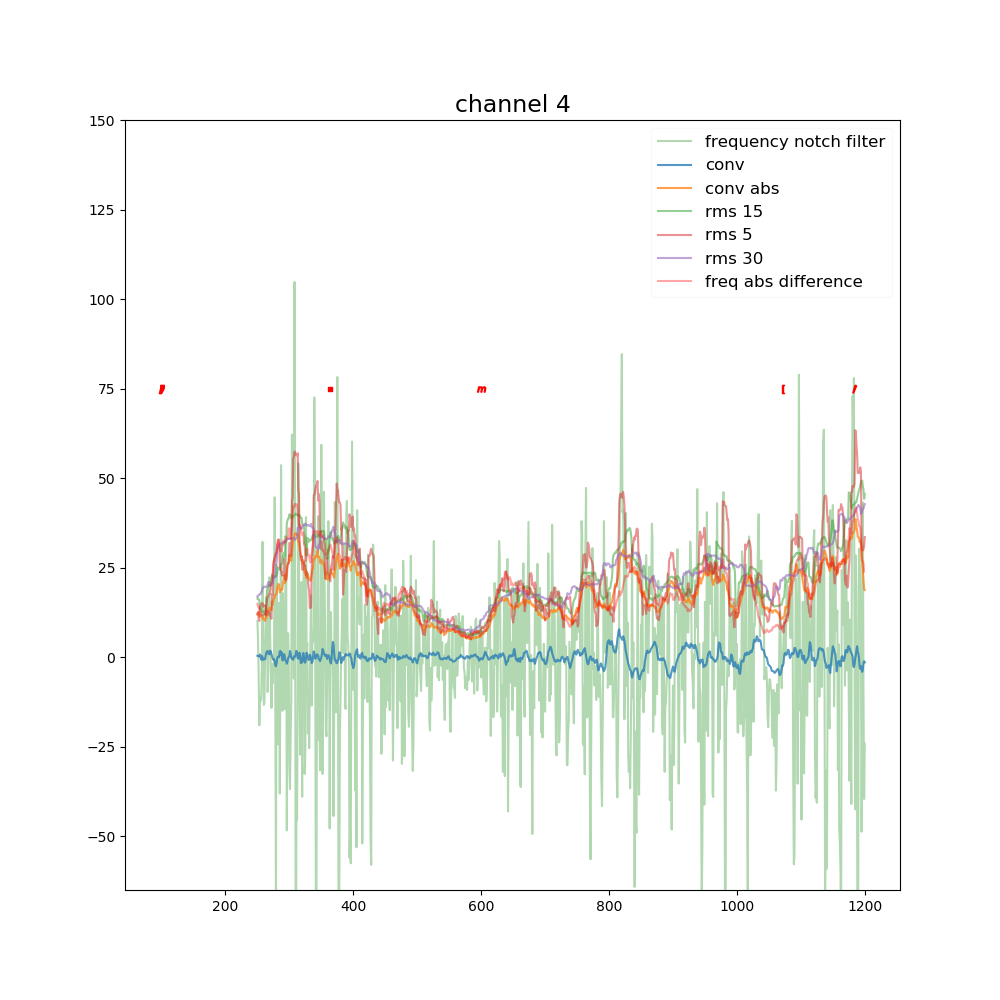 channel 4
150
125
100
75
50
25
0
−25
−50
frequency notch filter
conv
conv abs
rms 15
rms 5
rms 30
freq abs difference
, . m [ /
200 400 600 800 1000 1200